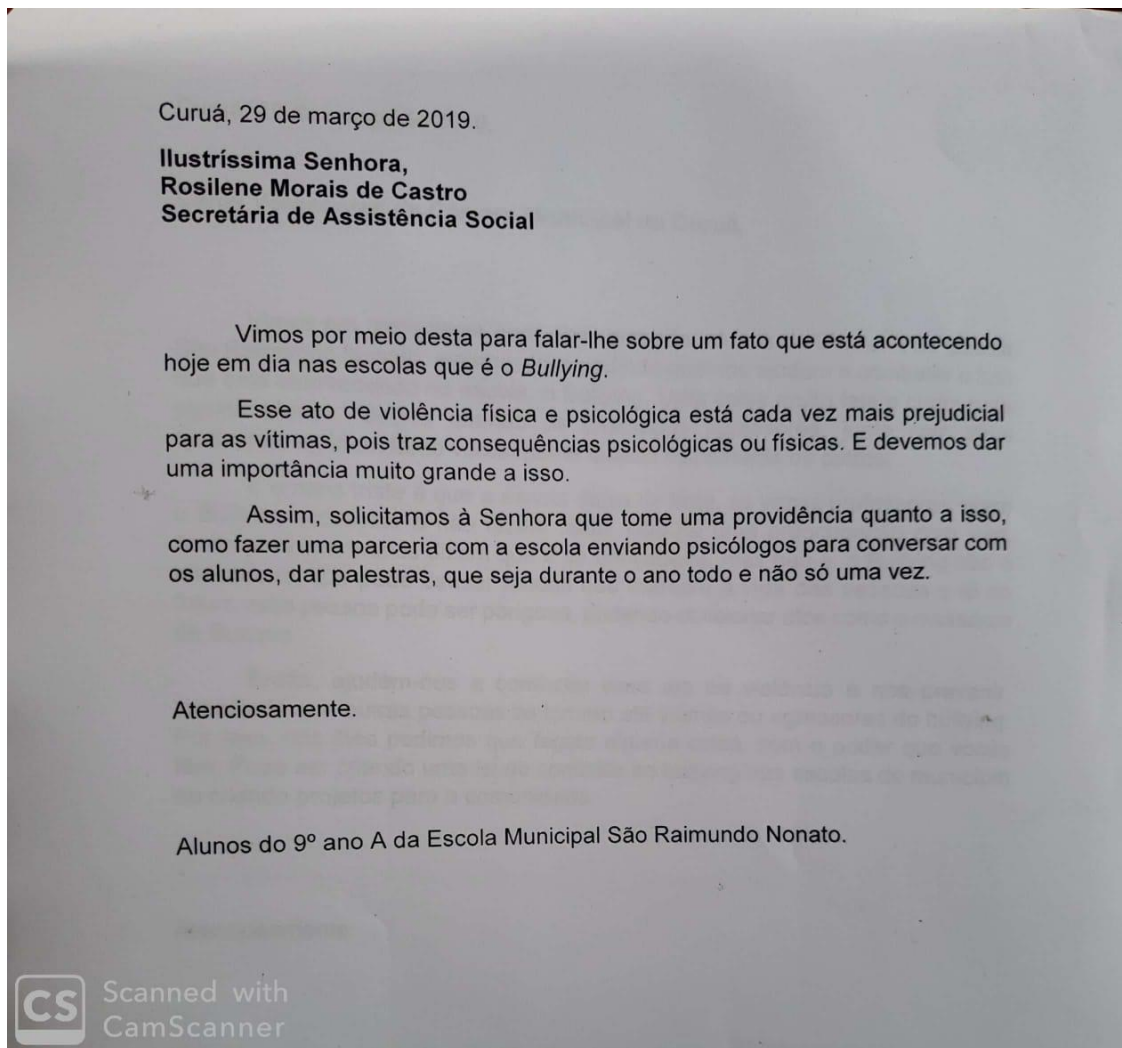 Curuá, 29 de março de 2019.
Ilustríssima Senhora,
Rosilene Morais de Castro
Secretária de Assistência Social
Vimos por meio desta para falar-lhe sobre um fato que está acontecendo
hoje em dia nas escolas que é o Bullying.
Esse ato de violência física e psicológica está cada vez mais prejudicial
para as vítimas, pois traz consequências psicológicas ou físicas. E devemos dar
uma importância muito grande a isso.
Assim, solicitamos à Senhora que tome uma providência quanto a isso,
como fazer uma parceria com a escola enviando psicólogos para conversar com
os alunos, dar palestras, que seja durante o ano todo e não só uma vez.
Atenciosamente.
Alunos do 9º ano A da Escola Municipal São Raimundo Nonato.
CS
Scanned with
CamScanner